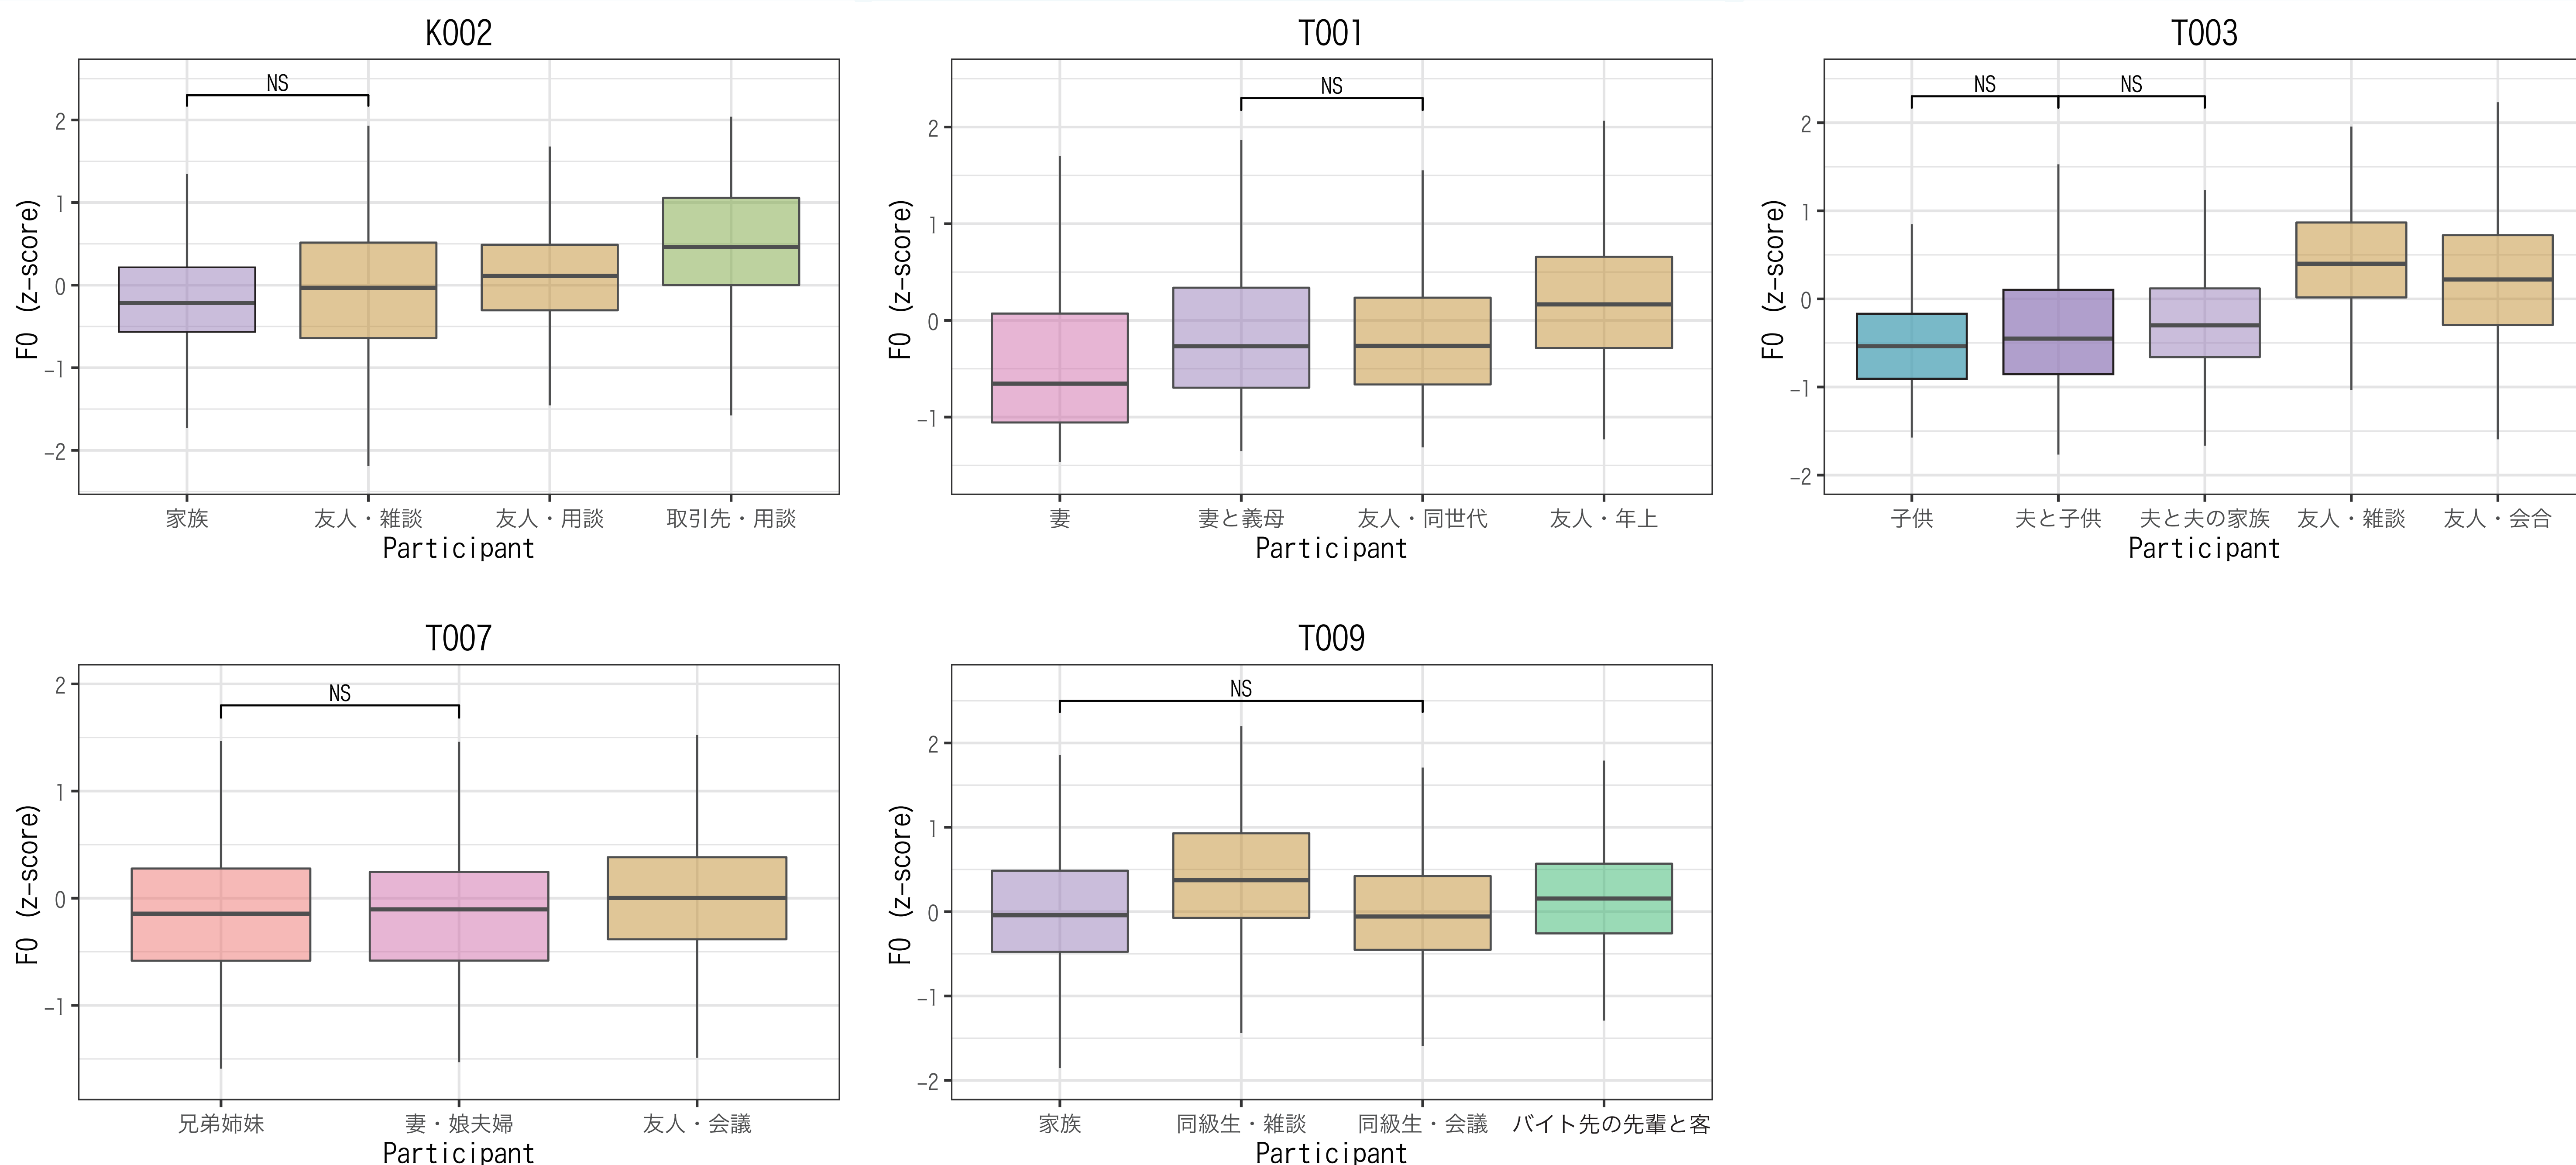 K002
NS
F0 (z-score)
2
1
0
-1
-2
家族 友人・雑談 友人・用談 取引先・用談
Participant
T001
NS
F0 (z-score)
2
1
0
-1
妻 妻と義母 友人・同世代 友人・年上
Participant
T003
NS NS
F0 (z-score)
2
1
0
-1
-2
子供 夫と子供 夫と夫の家族 友人・雑談 友人・会合
Participant
T007
NS
F0 (z-score)
2
1
0
-1
兄弟姉妹 妻・娘夫婦 友人・会議
Participant
T009
NS
F0 (z-score)
2
1
0
-1
-2
家族 同級生・雑談 同級生・会議 バイト先の先輩と客
Participant